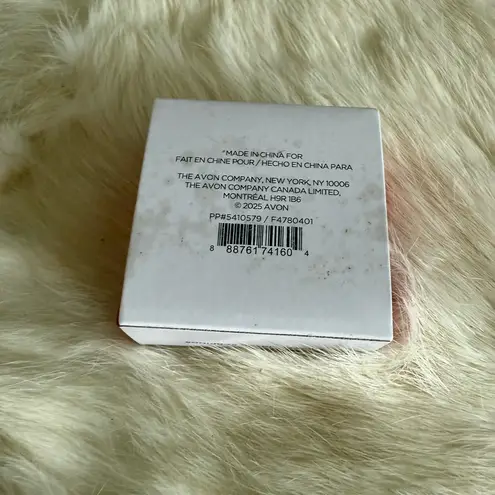 *MADE IN CHINA FOR
FAIT EN CHINE POUR / HECHO EN CHINA PARA
THE AVON COMPANY, NEW YORK, NY 10006
THE AVON COMPANY CANADA LIMITED,
MONTRÉAL H9R 1B6
© 2025 AVON
PP#5410579 / F4780401
8 88761 74160 4